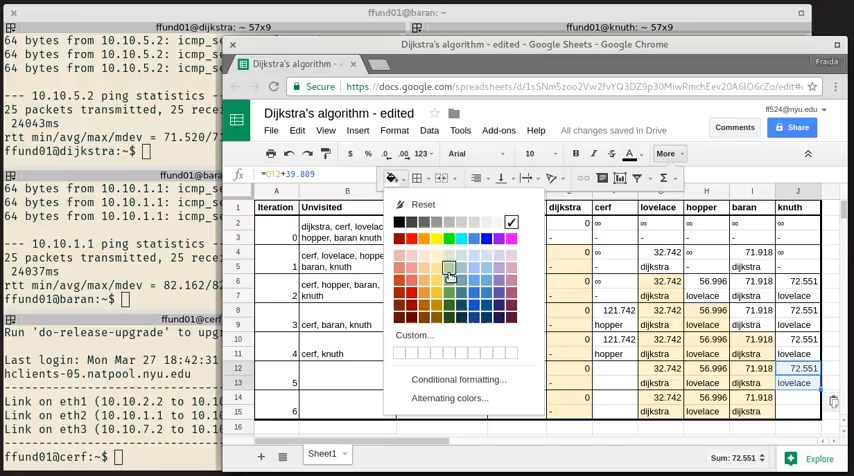 ffund01@baran: ~
ffund01@dijkstra: ~ 57x9
ffund01@knuth: ~ 57x9
64 bytes from 10.10.5.2: icmp_se
64 bytes from 10.10.5.2: icmp_se
64 bytes from 10.10.5.2: icmp_se
--- 10.10.5.2 ping statistics --
25 packets transmitted, 25 recei
24043ms
rtt min/avg/max/mdev = 71.520/71
ffund01@dijkstra:~$
ffund01@bara
64 bytes from 10.10.1.1: icmp_se
64 bytes from 10.10.1.1: icmp_se
--- 10.10.1.1 ping statistics --
25 packets transmitted, 25 recei
24037ms
rtt min/avg/max/mdev = 82.162/82
ffund01@baran:~$
ffund01@cerf
Run 'do-release-upgrade' to upgr
Last login: Mon Mar 27 18:42:31
hclients-05.natpool.nyu.edu
Link on eth1 (10.10.2.2 to 10.10
Link on eth2 (10.10.1.1 to 10.10
Link on eth3 (10.10.7.2 to 10.10
ffund01@cerf:~$
Dijkstra's algorithm - edited - Google Sheets - Google Chrome
Dijkstra's algorithm - e
Fraida
Secure
https://docs.google.com/spreadsheets/d/1sSNm5zoo2Vw2fvYQ3DZ9p30MiwRmchEev20A6lO6cZo/edit#
Dijkstra's algorithm - edited
ff524@nyu.edu
File Edit View Insert Format Data Tools Add-ons Help All changes saved in Drive
Comments
Share
$ % .0 .00 123 Arial 10 B I A More
fx =G12+39.809
A B G H I J
1 Iteration Unvisited dijkstra cerf lovelace hopper baran knuth
2 dijkstra, cerf, lovelace 0 ∞ ∞ ∞ ∞ ∞
3 0 hopper, baran knuth - - - - - -
4 cerf, lovelace, hoppe 0 ∞ 32.742 ∞ 71.918 ∞
5 1 baran, knuth - - dijkstra - dijkstra -
6 cerf, hopper, baran, 0 ∞ 32.742 56.996 71.918 72.551
7 2 knuth - - dijkstra lovelace dijkstra lovelace
8 0 121.742 32.742 56.996 71.918 72.551
9 3 cerf, baran, knuth - hopper dijkstra lovelace dijkstra lovelace
10 0 121.742 32.742 56.996 71.918 72.551
11 4 cerf, knuth - hopper dijkstra lovelace dijkstra lovelace
12 0 32.742 56.996 71.918 72.551
13 5 - dijkstra lovelace dijkstra lovelace
14 0 32.742 56.996 71.918
15 6 - dijkstra lovelace dijkstra
16
Reset
Custom...
Conditional formatting...
Alternating colors...
Sheet1
Sum: 72.551
Explore